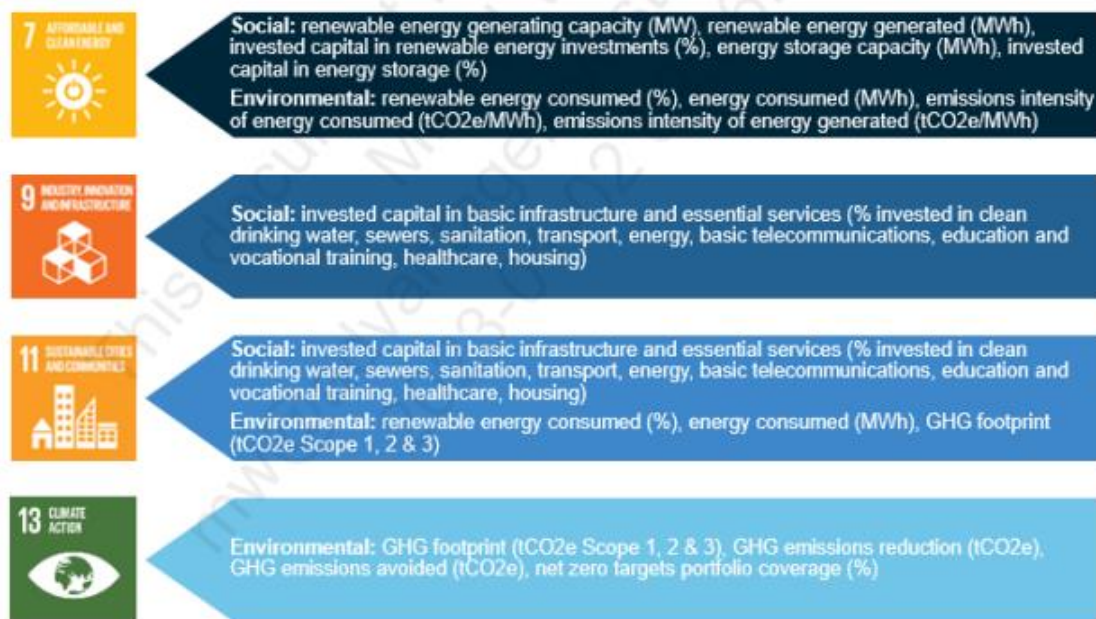 7 AFFORDABLE AND
CLEAN ENERGY
Social: renewable energy generating capacity (MW), renewable energy generated (MWh),
invested capital in renewable energy investments (%), energy storage capacity (MWh), invested
capital in energy storage (%)
Environmental: renewable energy consumed (%), energy consumed (MWh), emissions intensity
of energy consumed (tCO2e/MWh), emissions intensity of energy generated (tCO2e/MWh)
9 INDUSTRY, INNOVATION
AND INFRASTRUCTURE
Social: invested capital in basic infrastructure and essential services (% invested in clean
drinking water, sewers, sanitation, transport, energy, basic telecommunications, education and
vocational training, healthcare, housing)
11 SUSTAINABLE CITIES
AND COMMUNITIES
Social: invested capital in basic infrastructure and essential services (% invested in clean
drinking water, sewers, sanitation, transport, energy, basic telecommunications, education and
vocational training, healthcare, housing)
Environmental: renewable energy consumed (%), energy consumed (MWh), GHG footprint
(tCO2e Scope 1, 2 & 3)
13 CLIMATE
ACTION
Environmental: GHG footprint (tCO2e Scope 1, 2 & 3), GHG emissions reduction (tCO2e),
GHG emissions avoided (tCO2e), net zero targets portfolio coverage (%)